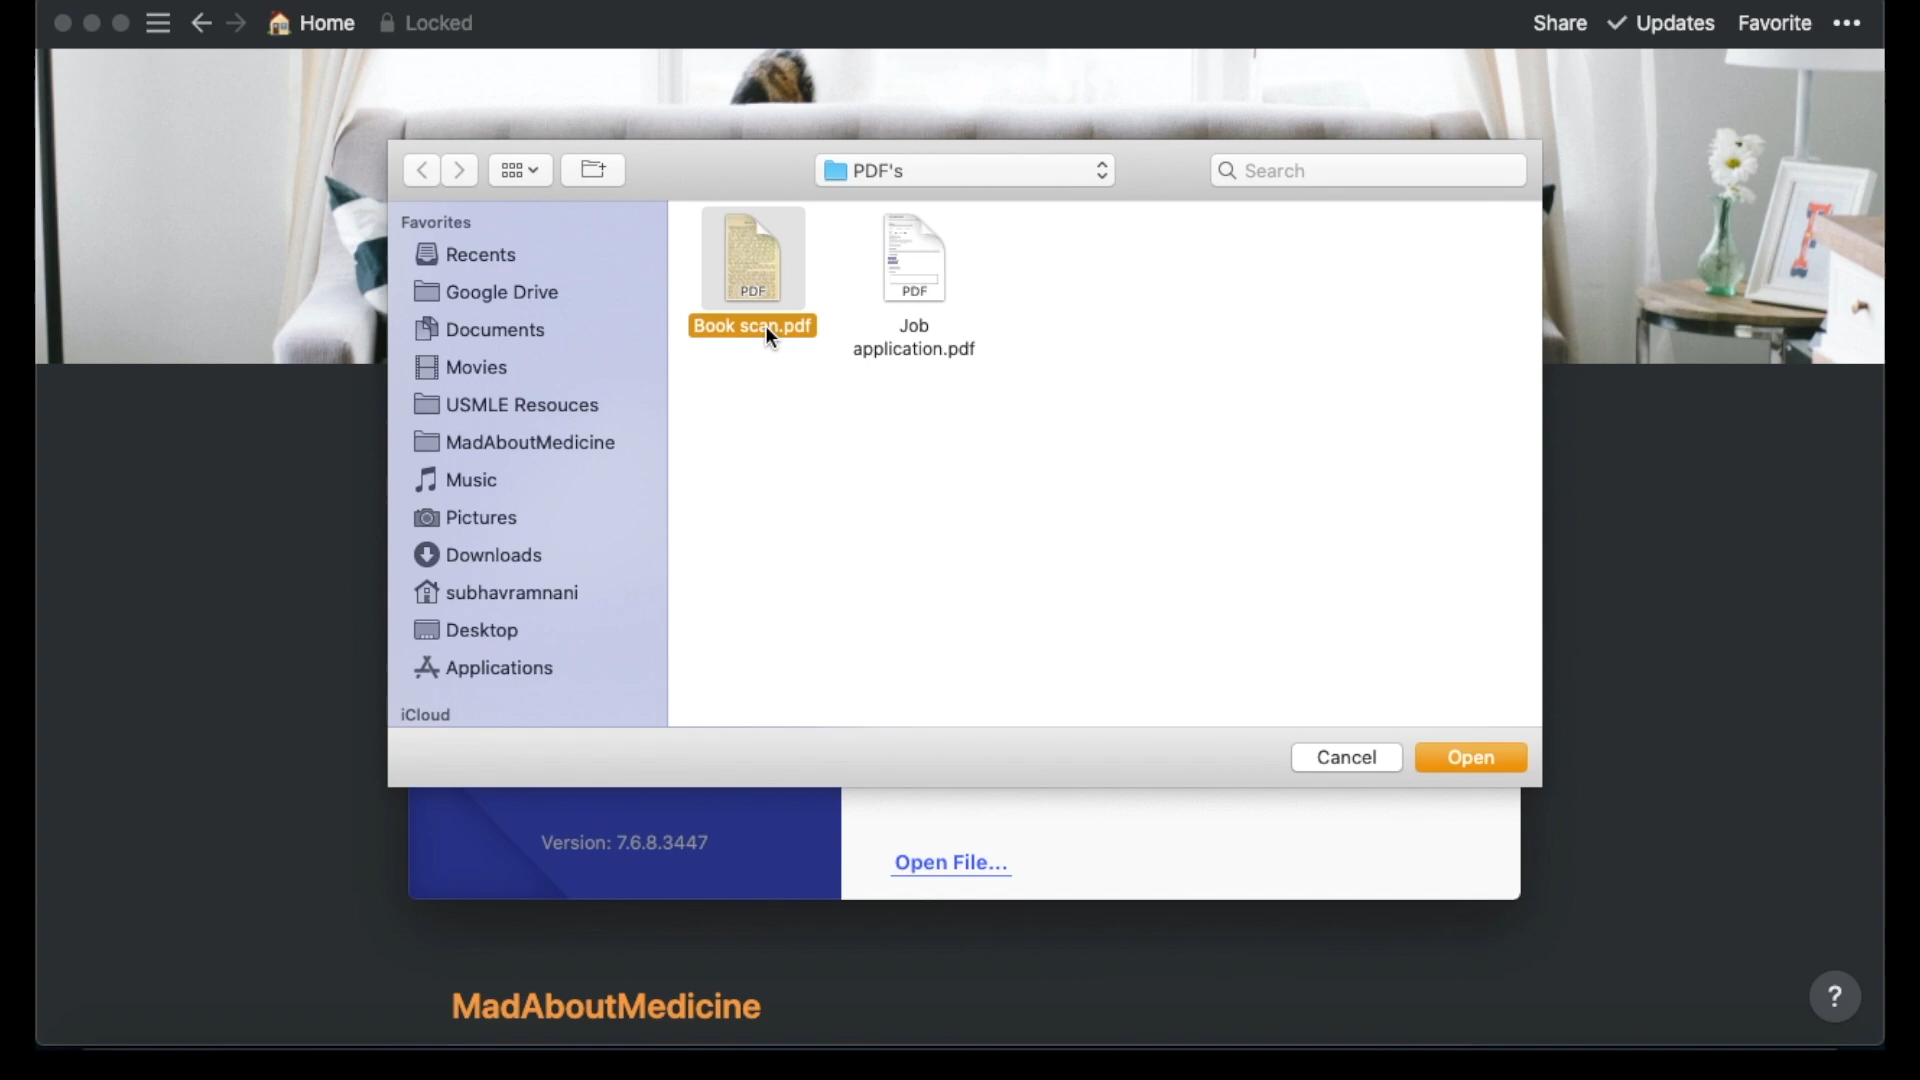 Home Locked Share Updates Favorite
PDF's Search
Favorites
Recents
Google Drive
Documents
Movies
USMLE Resouces
MadAboutMedicine
Music
Pictures
Downloads
subhavramnani
Desktop
Applications
iCloud
PDF
Book scan.pdf
PDF
Job
application.pdf
Cancel Open
Version: 7.6.8.3447
Open File...
MadAboutMedicine
?